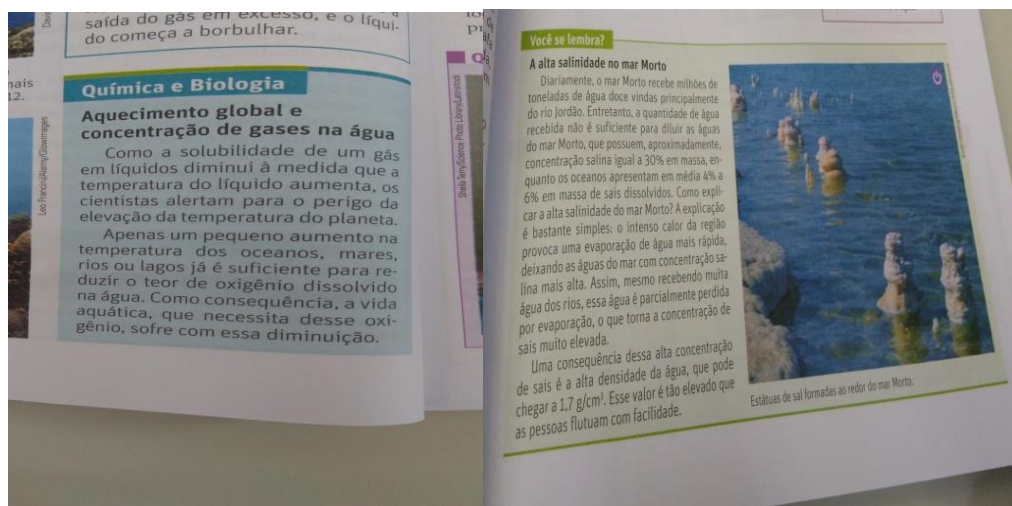 saída do gás em excesso, e o líqui-
do começa a borbulhar.
12.
Leo Francini/Alamy/Glowimages
Química e Biologia
Aquecimento global e
concentração de gases na água
Como a solubilidade de um gás
em líquidos diminui à medida que a
temperatura do líquido aumenta, os
cientistas alertam para o perigo da
elevação da temperatura do planeta.
Apenas um pequeno aumento na
temperatura dos oceanos, mares,
rios ou lagos já é suficiente para re-
duzir o teor de oxigênio dissolvido
na água. Como consequência, a vida
aquática, que necessita desse oxi-
gênio, sofre com essa diminuição.
Sheila Terry/Science Photo Library/Latinstock
Você se lembra?
A alta salinidade no mar Morto
Diariamente, o mar Morto recebe milhões de
toneladas de água doce vindas principalmente
do rio Jordão. Entretanto, a quantidade de água
recebida não é suficiente para diluir as águas
do mar Morto, que possuem, aproximadamente,
concentração salina igual a 30% em massa, en-
quanto os oceanos apresentam em média 4% a
6% em massa de sais dissolvidos. Como expli-
car a alta salinidade do mar Morto? A explicação
é bastante simples: o intenso calor da região
provoca uma evaporação de água mais rápida,
deixando as águas do mar com concentração sa-
lina mais alta. Assim, mesmo recebendo muita
água dos rios, essa água é parcialmente perdida
por evaporação, o que torna a concentração de
sais muito elevada.
Uma consequência dessa alta concentração
de sais é a alta densidade da água, que pode
chegar a 1,7 g/cm³. Esse valor é tão elevado que
as pessoas flutuam com facilidade.
Estátuas de sal formadas ao redor do mar Morto.